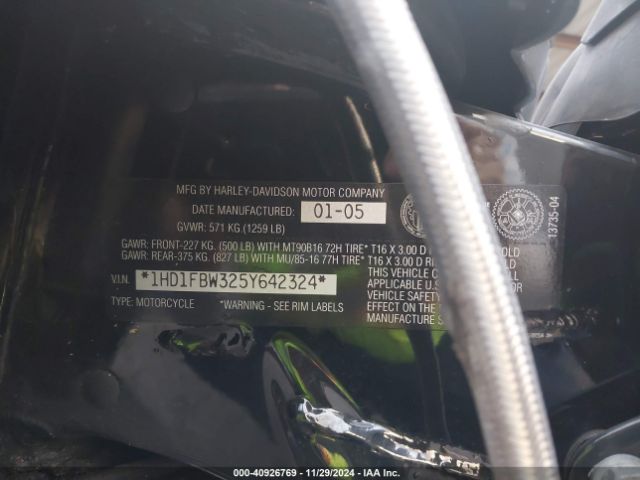 MFG BY HARLEY-DAVIDSON MOTOR COMPANY
DATE MANUFACTURED: 01-05
GVWR: 571 KG (1259 LB)
GAWR: FRONT-227 KG. (500 LB) WITH MT90B16 72H TIRE* T16 X 3.00 D
GAWR: REAR-375 KG. (827 LB) WITH MU/85-16 77H TIRE* T16 X 3.00 D
V.I.N. *1HD1FBW325Y642324*
TYPE: MOTORCYCLE *WARNING - SEE RIM LABELS
THIS VEHICLE
APPLICABLE
VEHICLE SAFETY
EFFECT ON THE
MANUFACTURE
13735-04
000-40926769 - 11/29/2024 - IAA Inc.